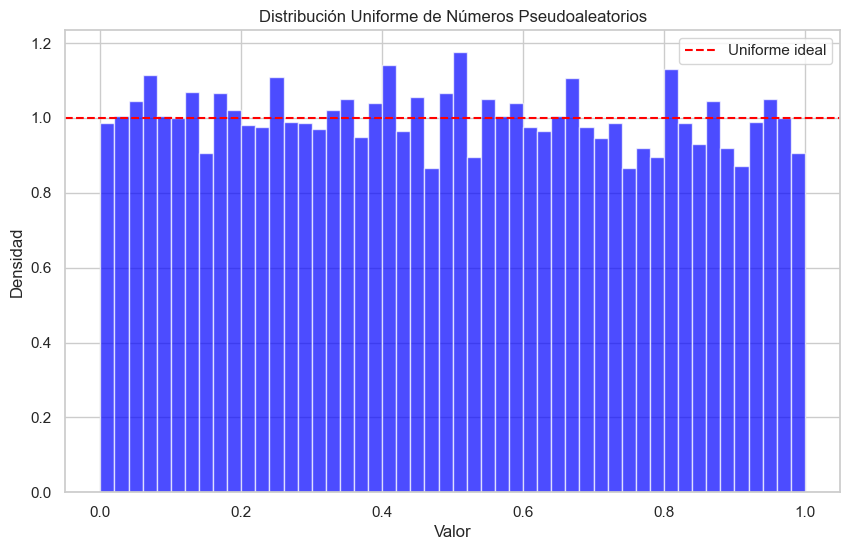 Distribución Uniforme de Números Pseudoaleatorios
Uniforme ideal
1.2
1.0
0.8
0.6
0.4
0.2
0.0
Densidad
0.0 0.2 0.4 0.6 0.8 1.0
Valor